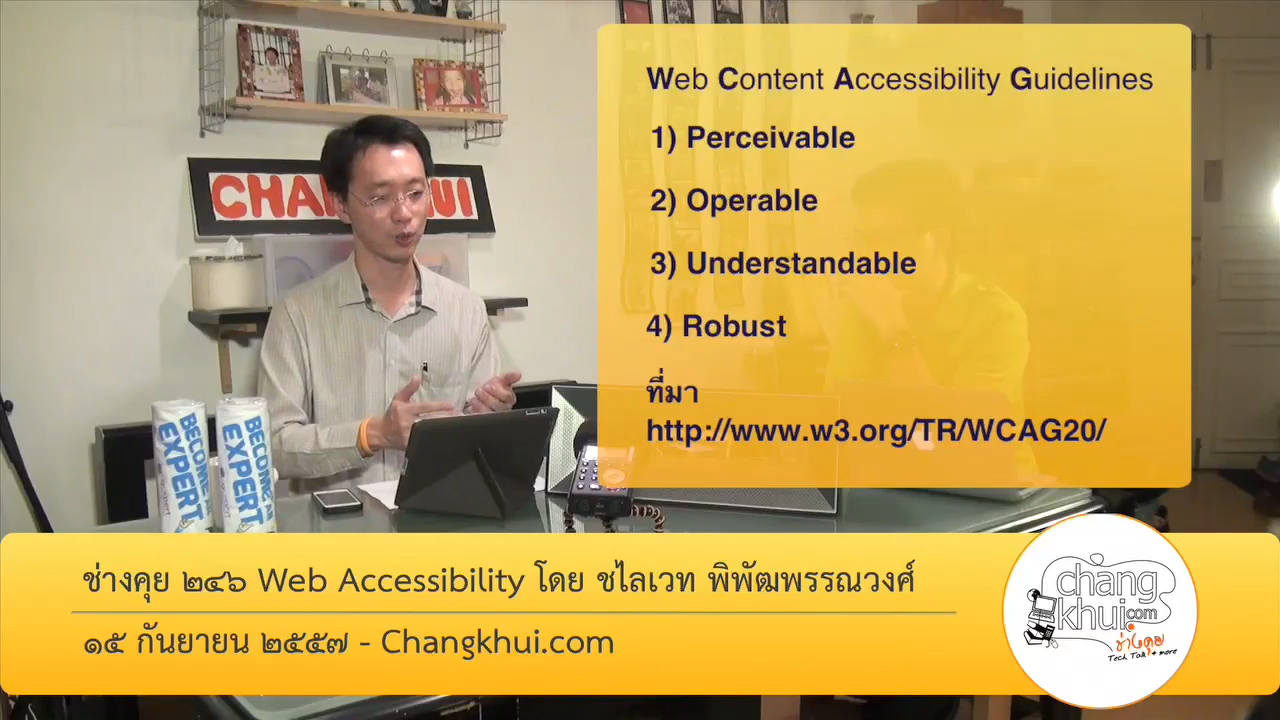 Web Content Accessibility Guidelines
1) Perceivable
2) Operable
3) Understandable
4) Robust
ที่มา
http://www.w3.org/TR/WCAG20/
BECOME AN
EXPERT
BECOME AN
EXPERT
ช่างคุย ๒๔๖ Web Accessibility โดย ชไลเวท พิพัฒพรรณวงศ์
๑๕ กันยายน ๒๕๕๗ - Changkhui.com
chang
khui.com
ช่างคุย
Tech Talk + more